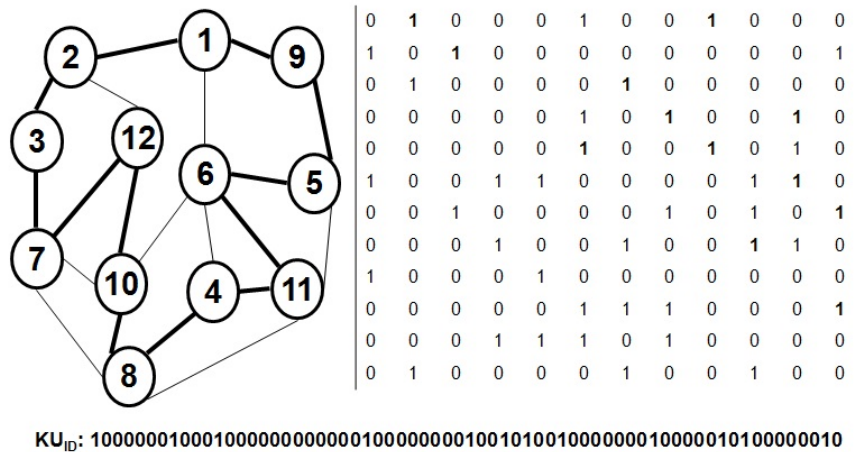 1
2
9
3
12
6
5
7
10
4
11
8
0 1 0 0 0 1 0 0 1 0 0 0
1 0 1 0 0 0 0 0 0 0 0 1
0 1 0 0 0 0 1 0 0 0 0 0
0 0 0 0 0 1 0 1 0 0 1 0
0 0 0 0 0 1 0 0 1 0 1 0
1 0 0 1 1 0 0 0 0 1 1 0
0 0 1 0 0 0 0 1 0 1 0 1
0 0 0 1 0 0 1 0 0 1 1 0
1 0 0 0 1 0 0 0 0 0 0 0
0 0 0 0 0 1 1 1 0 0 0 1
0 0 0 1 1 1 0 1 0 0 0 0
0 1 0 0 0 0 1 0 0 1 0 0
KU_ID: 100000010001000000000000100000000100101001000000010000010100000010